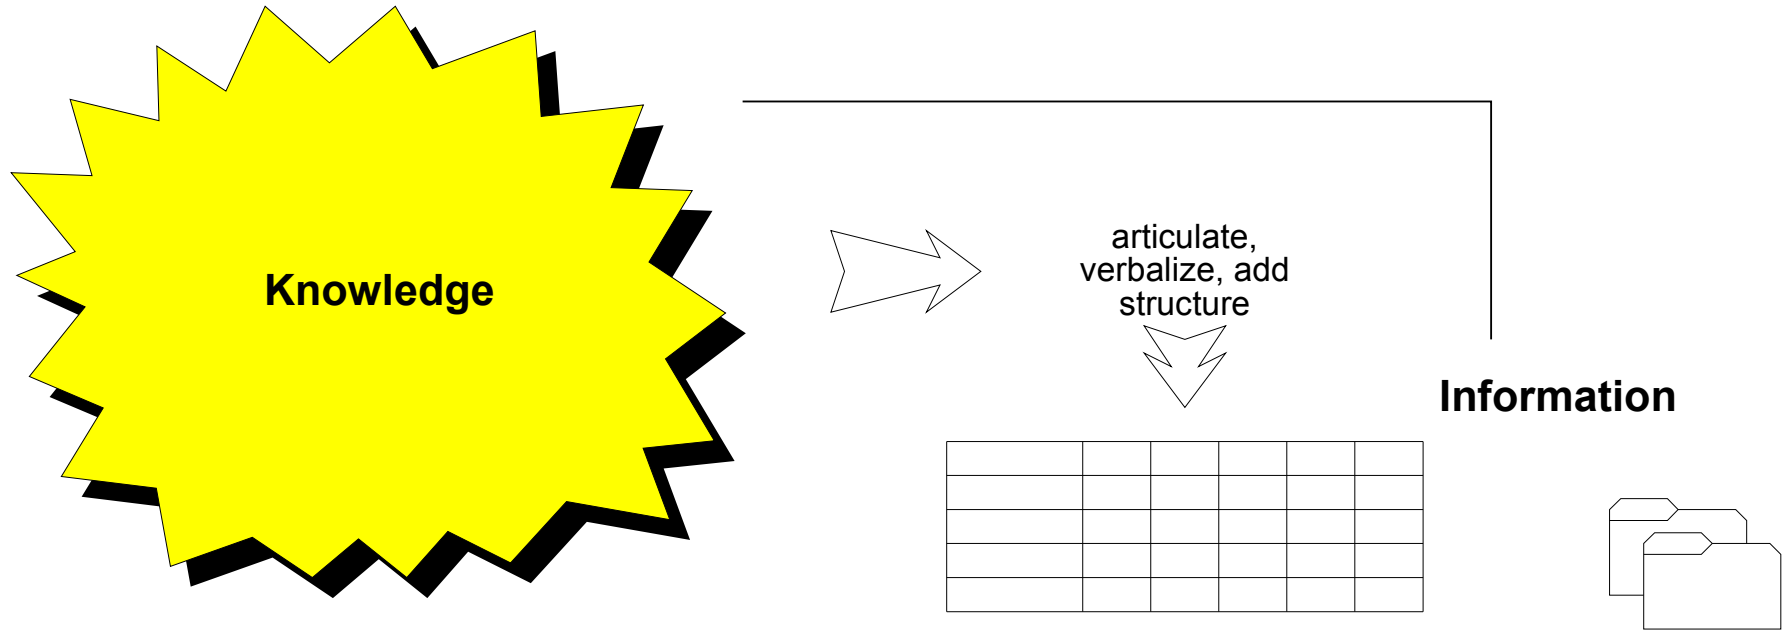 Knowledge
articulate,
verbalize, add
structure
Information